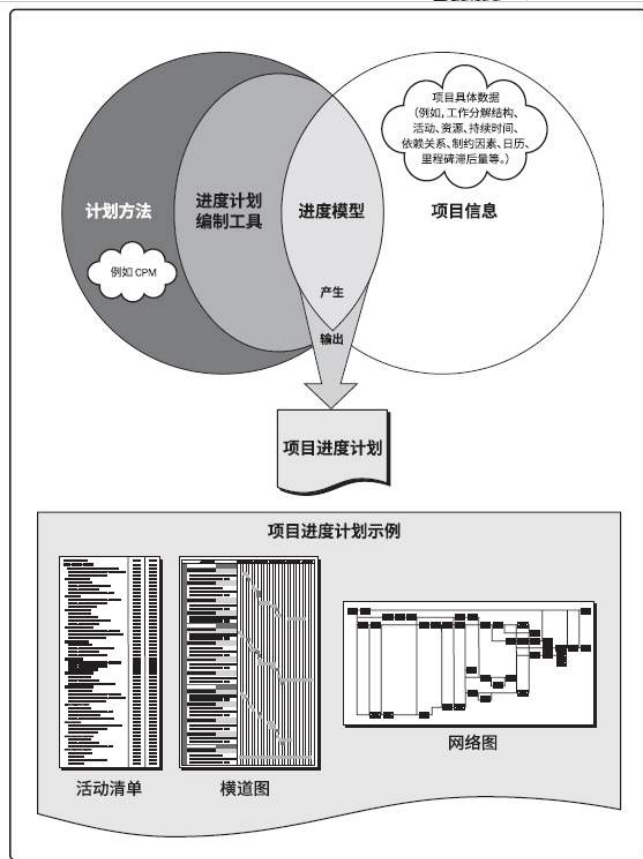 项目具体数据
（例如，工作分解结构、
活动、资源、持续时间、
依赖关系、制约因素、日历、
里程碑滞后量等。）
计划方法
进度计划
编制工具
进度模型
项目信息
例如 CPM
产生
输出
项目进度计划
项目进度计划示例
活动清单
横道图
网络图